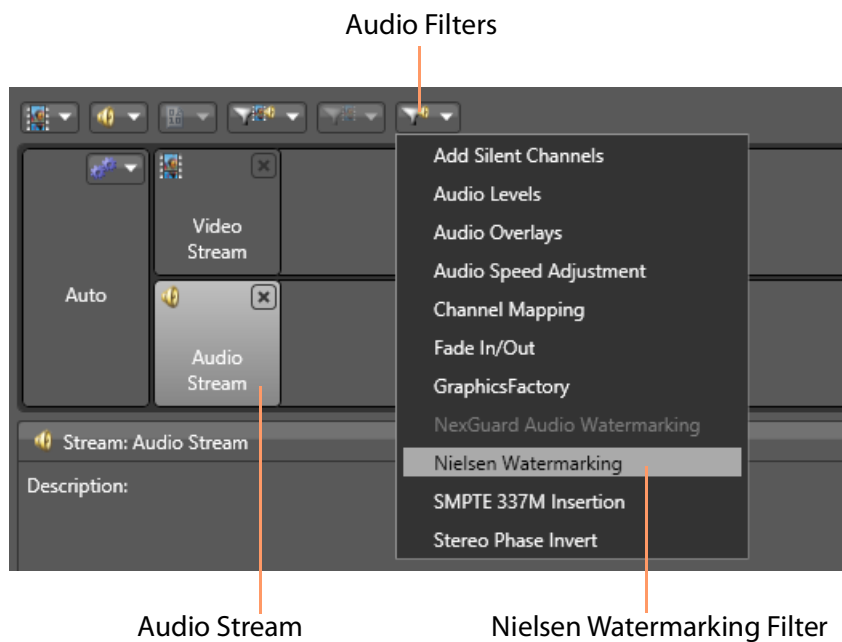 Audio Filters
Add Silent Channels
Audio Levels
Audio Overlays
Audio Speed Adjustment
Channel Mapping
Fade In/Out
GraphicsFactory
NexGuard Audio Watermarking
Nielsen Watermarking
SMPTE 337M Insertion
Stereo Phase Invert
Auto
Video
Stream
Audio
Stream
Stream: Audio Stream
Description:
Audio Stream
Nielsen Watermarking Filter